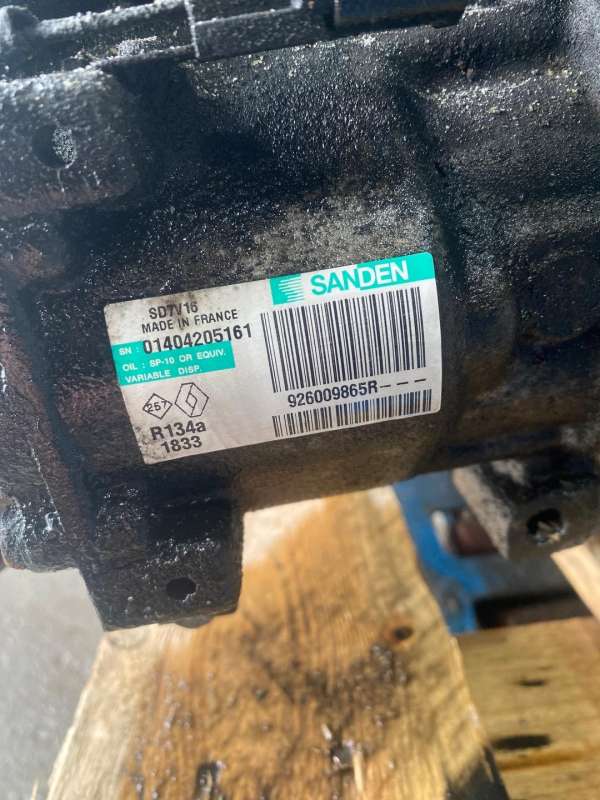 SANDEN
SD7V16
MADE IN FRANCE
SN : 01404205161
OIL : SP-10 OR EQUIV.
VARIABLE DISP.
926009865R---
257
R134a
1833